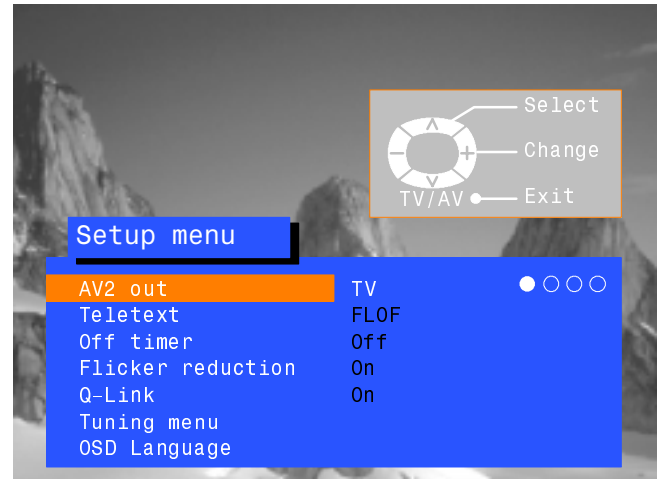 Select
Change
TV/AV Exit
Setup menu
AV2 out TV
Teletext FLOF
Off timer Off
Flicker reduction On
Q-Link On
Tuning menu
OSD Language